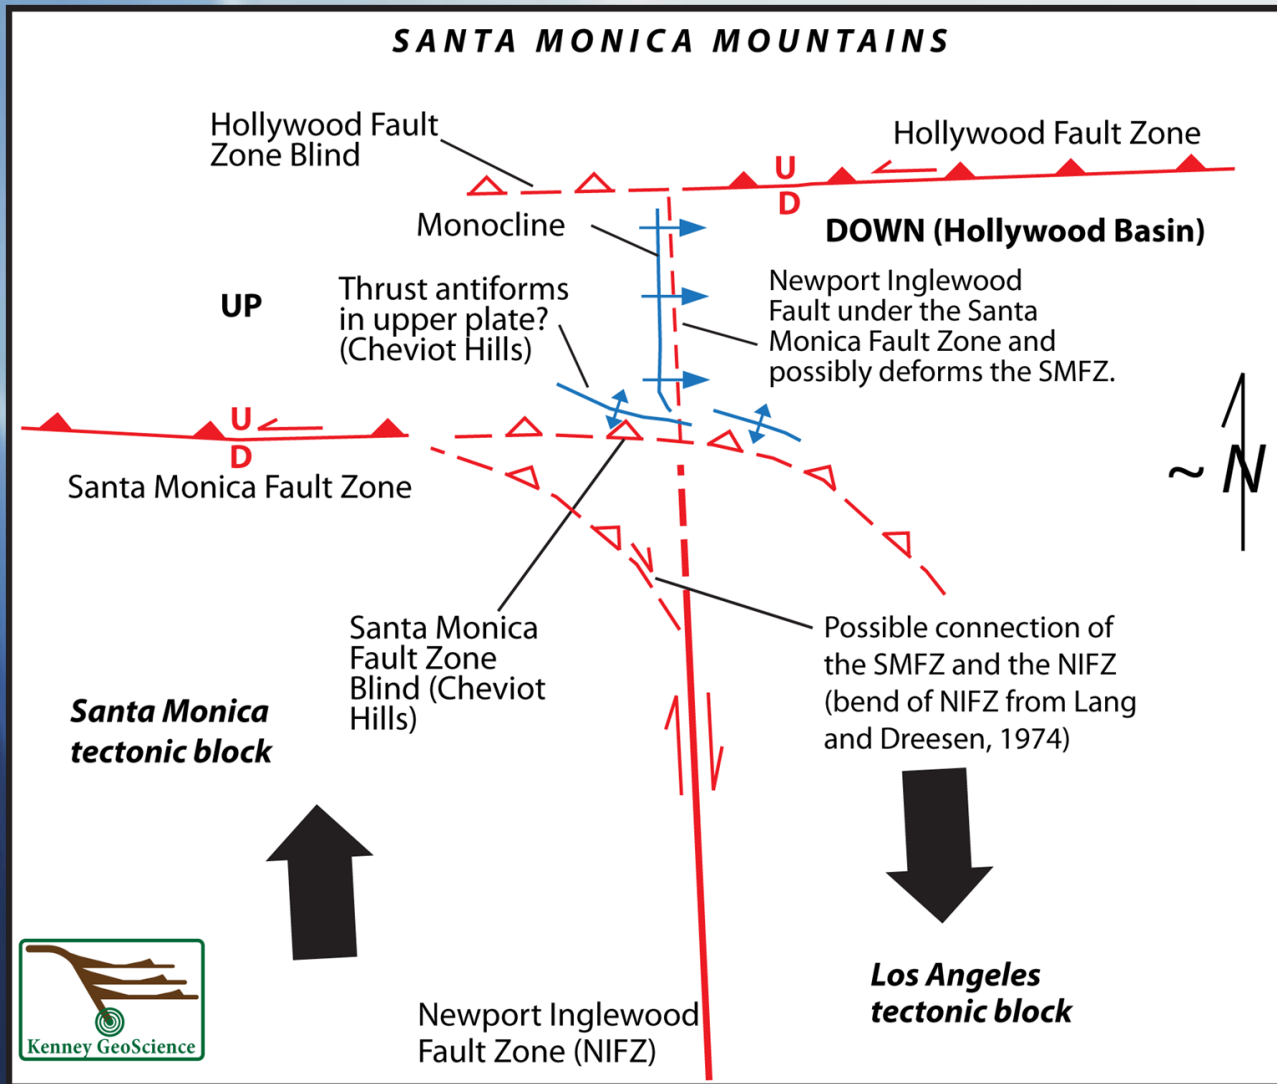 SANTA MONICA MOUNTAINS
Hollywood Fault
Zone Blind
Hollywood Fault Zone
U
D
Monocline
DOWN (Hollywood Basin)
UP
Thrust antiforms
in upper plate?
(Cheviot Hills)
Newport Inglewood
Fault under the Santa
Monica Fault Zone and
possibly deforms the SMFZ.
U
D
Santa Monica Fault Zone
~ N
Santa Monica
Fault Zone
Blind (Cheviot
Hills)
Possible connection of
the SMFZ and the NIFZ
(bend of NIFZ from Lang
and Dreesen, 1974)
Santa Monica
tectonic block
Los Angeles
tectonic block
Newport Inglewood
Fault Zone (NIFZ)
Kenney GeoScience